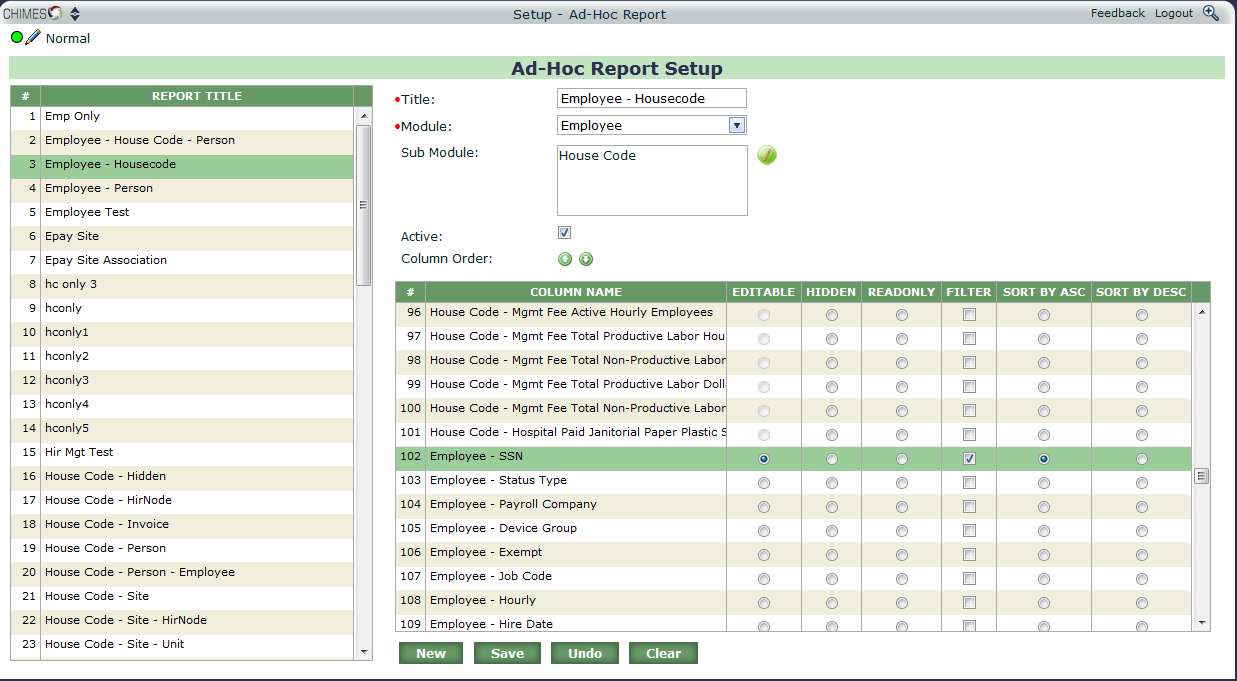 CHIMES
Setup - Ad-Hoc Report
Feedback Logout
Normal
Ad-Hoc Report Setup
# REPORT TITLE
1 Emp Only
2 Employee - House Code - Person
3 Employee - Housecode
4 Employee - Person
5 Employee Test
6 Epay Site
7 Epay Site Association
8 hc only 3
9 hconly
10 hconly1
11 hconly2
12 hconly3
13 hconly4
14 hconly5
15 Hir Mgt Test
16 House Code - Hidden
17 House Code - HirNode
18 House Code - Invoice
19 House Code - Person
20 House Code - Person - Employee
21 House Code - Site
22 House Code - Site - HirNode
23 House Code - Site - Unit
•Title: Employee - Housecode
•Module: Employee
Sub Module: House Code
Active:
Column Order:
# COLUMN NAME EDITABLE HIDDEN READONLY FILTER SORT BY ASC SORT BY DESC
96 House Code - Mgmt Fee Active Hourly Employees
97 House Code - Mgmt Fee Total Productive Labor Hou
98 House Code - Mgmt Fee Total Non-Productive Labor
99 House Code - Mgmt Fee Total Productive Labor Doll
100 House Code - Mgmt Fee Total Non-Productive Labor
101 House Code - Hospital Paid Janitorial Paper Plastic S
102 Employee - SSN
103 Employee - Status Type
104 Employee - Payroll Company
105 Employee - Device Group
106 Employee - Exempt
107 Employee - Job Code
108 Employee - Hourly
109 Employee - Hire Date
New Save Undo Clear